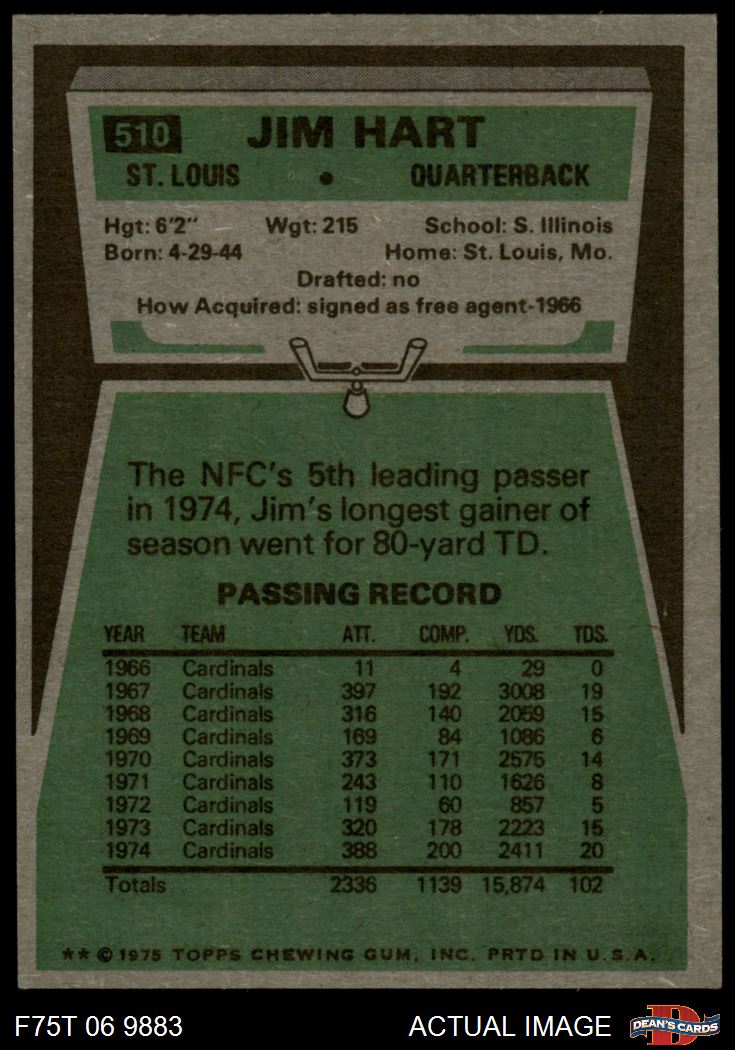 510 JIM HART
ST. LOUIS • QUARTERBACK
Hgt: 6'2" Wgt: 215 School: S. Illinois
Born: 4-29-44 Home: St. Louis, Mo.
Drafted: no
How Acquired: signed as free agent-1966
The NFC's 5th leading passer
in 1974, Jim's longest gainer of
season went for 80-yard TD.
PASSING RECORD
YEAR TEAM ATT. COMP. YDS. TDS.
1966 Cardinals 11 4 29 0
1967 Cardinals 397 192 3008 19
1968 Cardinals 316 140 2059 15
1969 Cardinals 169 84 1086 6
1970 Cardinals 373 171 2575 14
1971 Cardinals 243 110 1626 8
1972 Cardinals 119 60 857 5
1973 Cardinals 320 178 2223 15
1974 Cardinals 388 200 2411 20
Totals 2336 1139 15,874 102
** © 1975 TOPPS CHEWING GUM, INC. PRTD IN U.S.A.
F75T 06 9883 ACTUAL IMAGE D DEAN'S CARDS